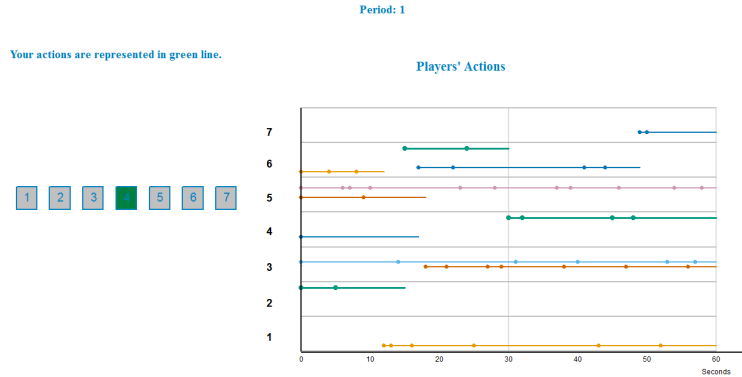 Period: 1
Your actions are represented in green line.
Players' Actions
7
6
5
4
3
2
1
1 2 3 4 5 6 7
0 10 20 30 40 50 60
Seconds